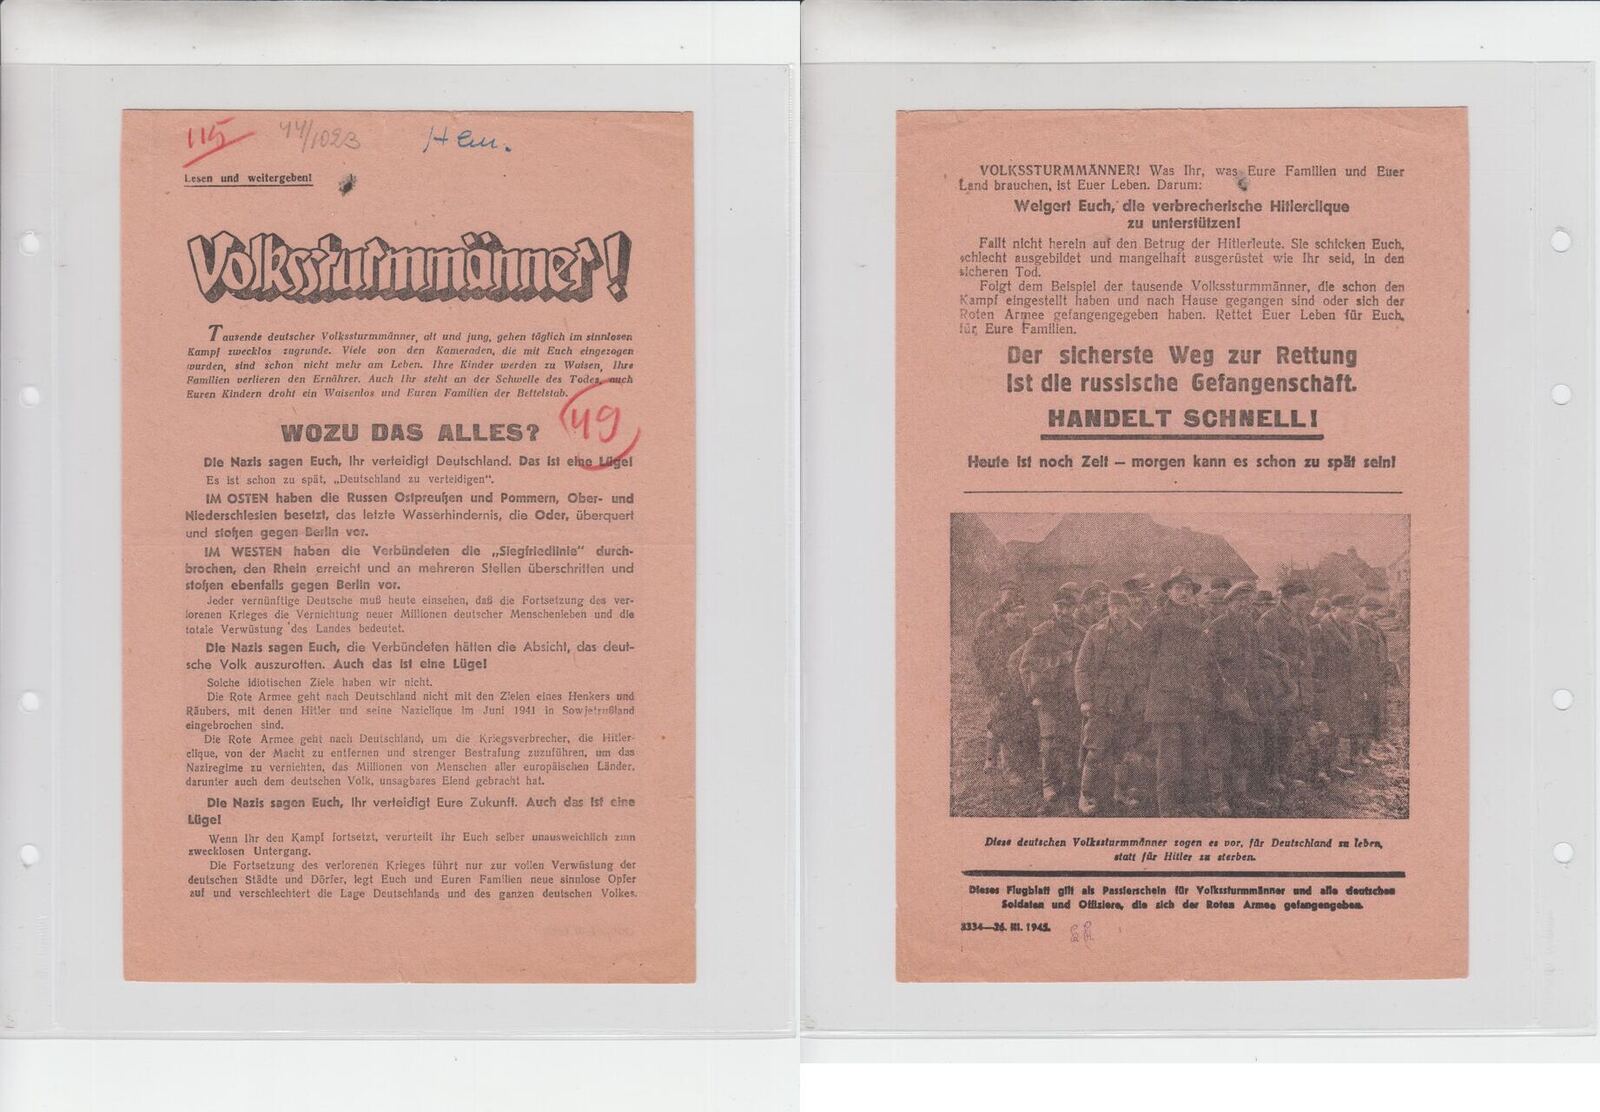 115 44/1023 Hem.
Lesen und weitergeben!
Volkssturmmänner!
Tausende deutscher Volkssturmmänner, alt und jung, gehen täglich im sinnlosen
Kampf zwecklos zugrunde. Viele von den Kameraden, die mit Euch eingezogen
wurden, sind schon nicht mehr am Leben. Ihre Kinder werden zu Waisen, Ihre
Familien verlieren den Ernährer. Auch Ihr steht an der Schwelle des Todes, auch
Euren Kindern droht ein Waisenlos und Euren Familien der Bettelstab.
WOZU DAS ALLES?
49
Die Nazis sagen Euch, Ihr verteidigt Deutschland. Das ist eine Lüge!
Es ist schon zu spät, „Deutschland zu verteidigen“.
IM OSTEN haben die Russen Ostpreußen und Pommern, Ober- und
Niederschlesien besetzt, das letzte Wasserhindernis, die Oder, überquert
und stoßen gegen Berlin vor.
IM WESTEN haben die Verbündeten die „Siegfriedlinie“ durch-
brochen, den Rhein erreicht und an mehreren Stellen überschritten und
stoßen ebenfalls gegen Berlin vor.
Jeder vernünftige Deutsche muß heute einsehen, daß die Fortsetzung des ver-
lorenen Krieges die Vernichtung neuer Millionen deutscher Menschenleben und die
totale Verwüstung des Landes bedeutet.
Die Nazis sagen Euch, die Verbündeten hätten die Absicht, das deut-
sche Volk auszurotten. Auch das ist eine Lüge!
Solche idiotischen Ziele haben wir nicht.
Die Rote Armee geht nach Deutschland nicht mit den Zielen eines Henkers und
Räubers, mit denen Hitler und seine Naziclique im Juni 1941 in Sowjetrußland
eingebrochen sind.
Die Rote Armee geht nach Deutschland, um die Kriegsverbrecher, die Hitler-
clique, von der Macht zu entfernen und strenger Bestrafung zuzuführen, um das
Naziregime zu vernichten, das Millionen von Menschen aller europäischen Länder,
darunter auch dem deutschen Volk, unsagbares Elend gebracht hat.
Die Nazis sagen Euch, Ihr verteidigt Eure Zukunft. Auch das ist eine
Lüge!
Wenn Ihr den Kampf fortsetzt, verurteilt Ihr Euch selber unausweichlich zum
zwecklosen Untergang.
Die Fortsetzung des verlorenen Krieges führt nur zur vollen Verwüstung der
deutschen Städte und Dörfer, legt Euch und Euren Familien neue sinnlose Opfer
auf und verschlechtert die Lage Deutschlands und des ganzen deutschen Volkes.
VOLKSSTURMMÄNNER! Was Ihr, was Eure Familien und Euer
Land brauchen, ist Euer Leben. Darum:
Weigert Euch, die verbrecherische Hitlerclique
zu unterstützen!
Fallt nicht herein auf den Betrug der Hitlerleute. Sie schicken Euch,
schlecht ausgebildet und mangelhaft ausgerüstet wie Ihr seid, in den
sicheren Tod.
Folgt dem Beispiel der tausende Volkssturmmänner, die schon den
Kampf eingestellt haben und nach Hause gegangen sind oder sich der
Roten Armee gefangengegeben haben. Rettet Euer Leben für Euch,
für Eure Familien.
Der sicherste Weg zur Rettung
ist die russische Gefangenschaft.
HANDELT SCHNELL!
Heute ist noch Zeit — morgen kann es schon zu spät sein!
Diese deutschen Volkssturmmänner zogen es vor, für Deutschland zu leben,
statt für Hitler zu sterben.
Dieses Flugblatt gilt als Passierschein für Volkssturmmänner und alle deutschen
Soldaten und Offiziere, die sich der Roten Armee gefangengeben.
3334—26. III. 1945.